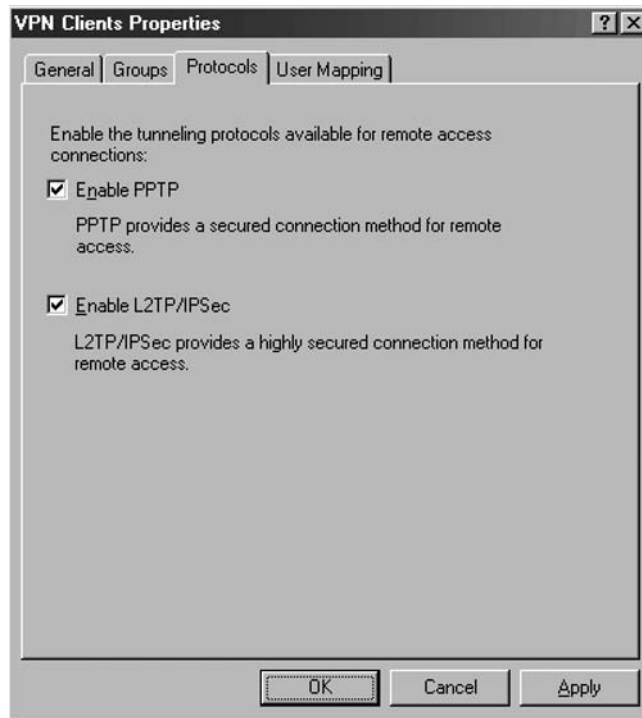 VPN Clients Properties
General Groups Protocols User Mapping
Enable the tunneling protocols available for remote access
connections:
Enable PPTP
PPTP provides a secured connection method for remote
access.
Enable L2TP/IPSec
L2TP/IPSec provides a highly secured connection method for
remote access.
OK Cancel Apply